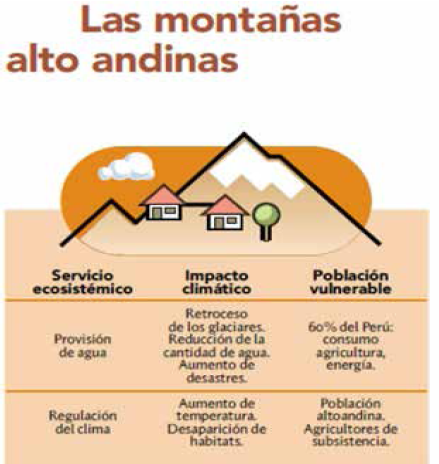 Las montañas
alto andinas
Servicio
ecosistémico
Impacto
climático
Población
vulnerable
Provisión
de agua
Retroceso
de los glaciares.
Reducción de la
cantidad de agua.
Aumento de
desastres.
60% del Perú:
consumo
agricultura,
energía.
Regulación
del clima
Aumento de
temperatura.
Desaparición de
habitats.
Población
altoandina.
Agricultores de
subsistencia.